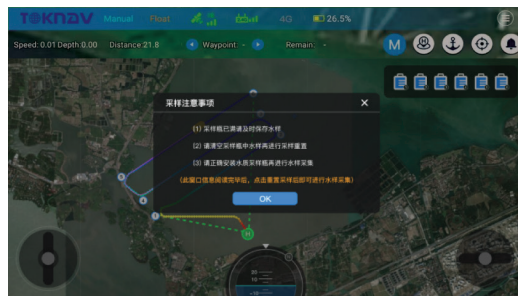 TOKNAV Manual Float 4G 26.5%
Speed: 0.01 Depth:0.00 Distance 21.8 Waypoint: - Remain: -
M
H
采样注意事项
(1) 采样瓶已满请及时保存水样
(2) 请清空采样瓶中水样再进行采样重置
(3) 请正确安装水质采样瓶再进行水样采集
(此窗口信息阅读完毕后，点击重置采样后即可进行水样采集)
OK
H
20
10
-10